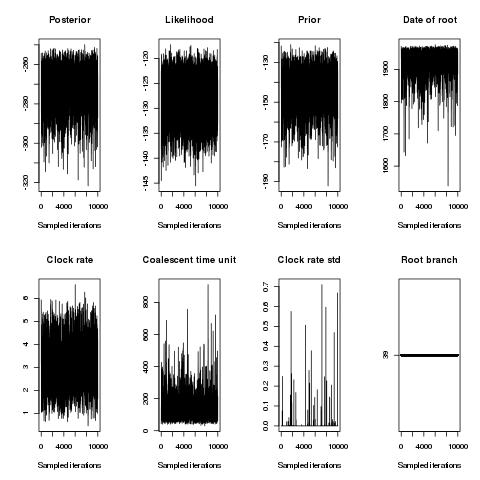 Posterior
Likelihood
Prior
Date of root
-260
-280
-300
-320
-120
-125
-130
-135
-140
-145
-130
-150
-170
-190
1900
1800
1700
1600
0 4000 10000
0 4000 10000
0 4000 10000
0 4000 10000
Sampled iterations
Sampled iterations
Sampled iterations
Sampled iterations
Clock rate
Coalescent time unit
Clock rate std
Root branch
6
5
4
3
2
1
800
600
400
200
0
0.7
0.6
0.5
0.4
0.3
0.2
0.1
0.0
39
0 4000 10000
0 4000 10000
0 4000 10000
0 4000 10000
Sampled iterations
Sampled iterations
Sampled iterations
Sampled iterations